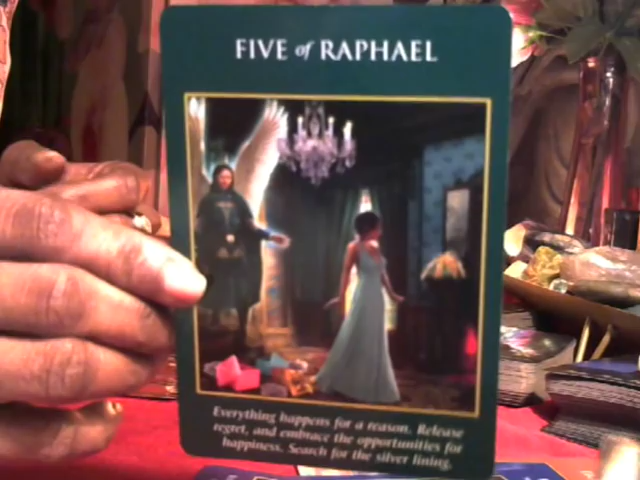 FIVE of RAPHAEL
Everything happens for a reason. Release
regret, and embrace the opportunities for
happiness. Search for the silver lining.